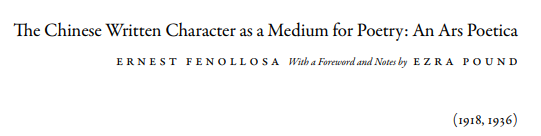 The Chinese Written Character as a Medium for Poetry: An Ars Poetica
ERNEST FENOLLOSA With a Foreword and Notes by EZRA POUND
(1918, 1936)